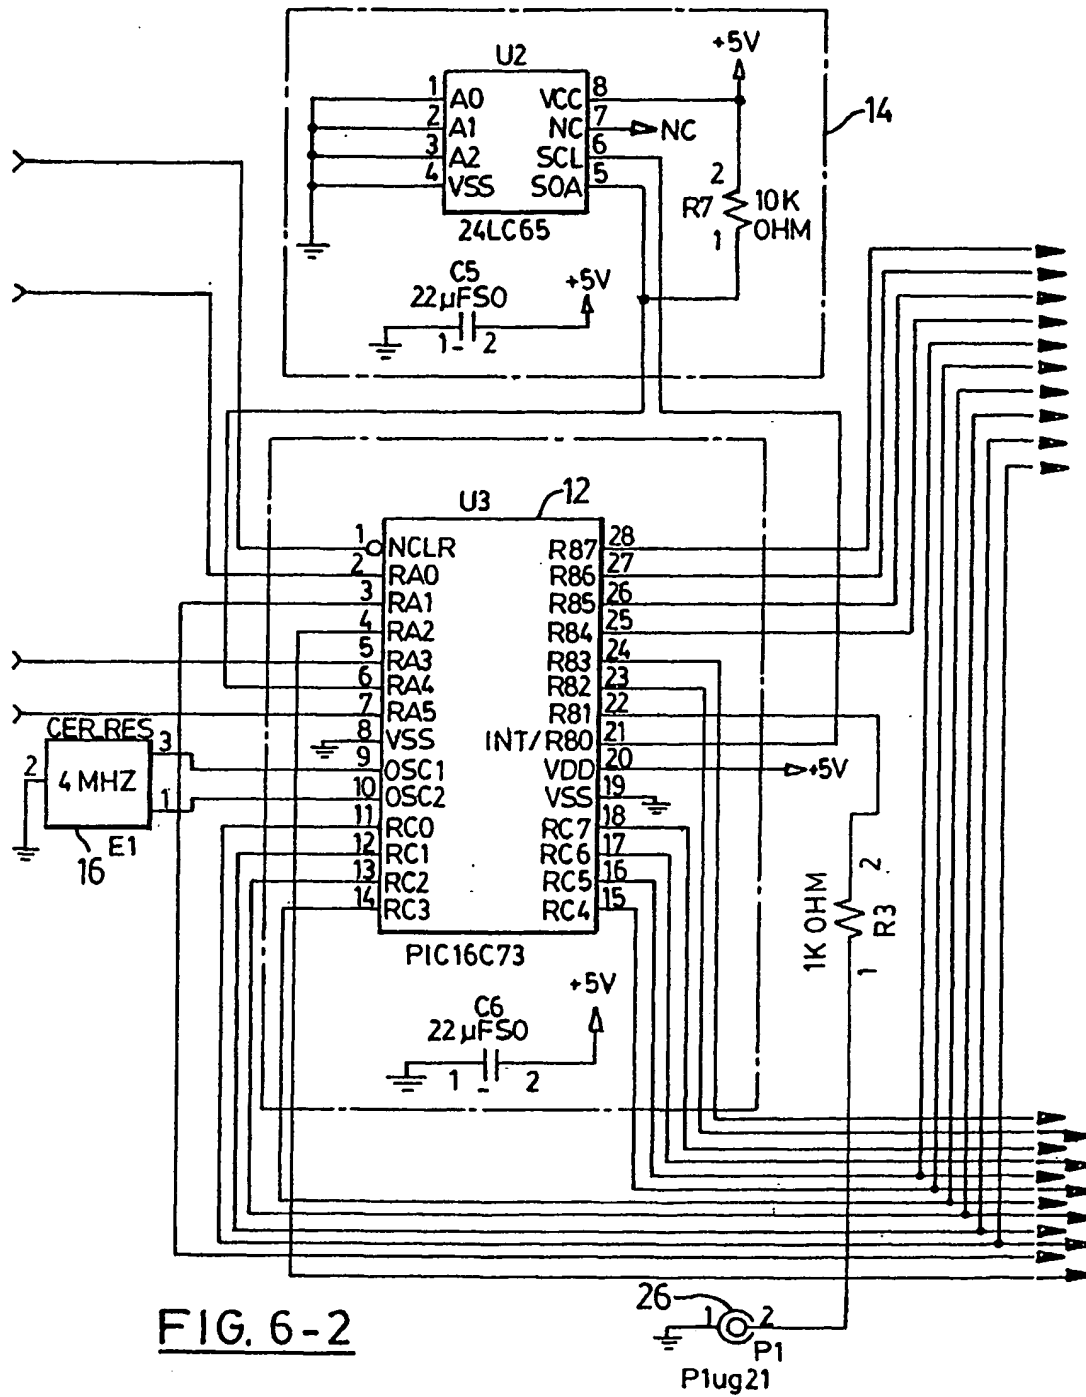 +5V
U2
1 A0 VCC 8
2 A1 NC 7 NC
3 A2 SCL 6
4 VSS SOA 5
24LC65
14
2
R7 10K OHM
1
C5
22µFSO
+5V
1 - 2
U3
12
1 NCLR R87 28
2 RA0 R86 27
3 RA1 R85 26
4 RA2 R84 25
5 RA3 R83 24
6 RA4 R82 23
7 RA5 R81 22
8 VSS INT/R80 21
9 OSC1 VDD 20 +5V
10 OSC2 VSS 19
11 RC0 RC7 18
12 RC1 RC6 17
13 RC2 RC5 16
14 RC3 RC4 15
PIC16C73
CER_RES
3
2 4 MHZ
1
16 E1
1K OHM
2
R3
1
+5V
C6
22µFSO
1 - 2
26
1 2
P1
P1ug21
FIG. 6-2